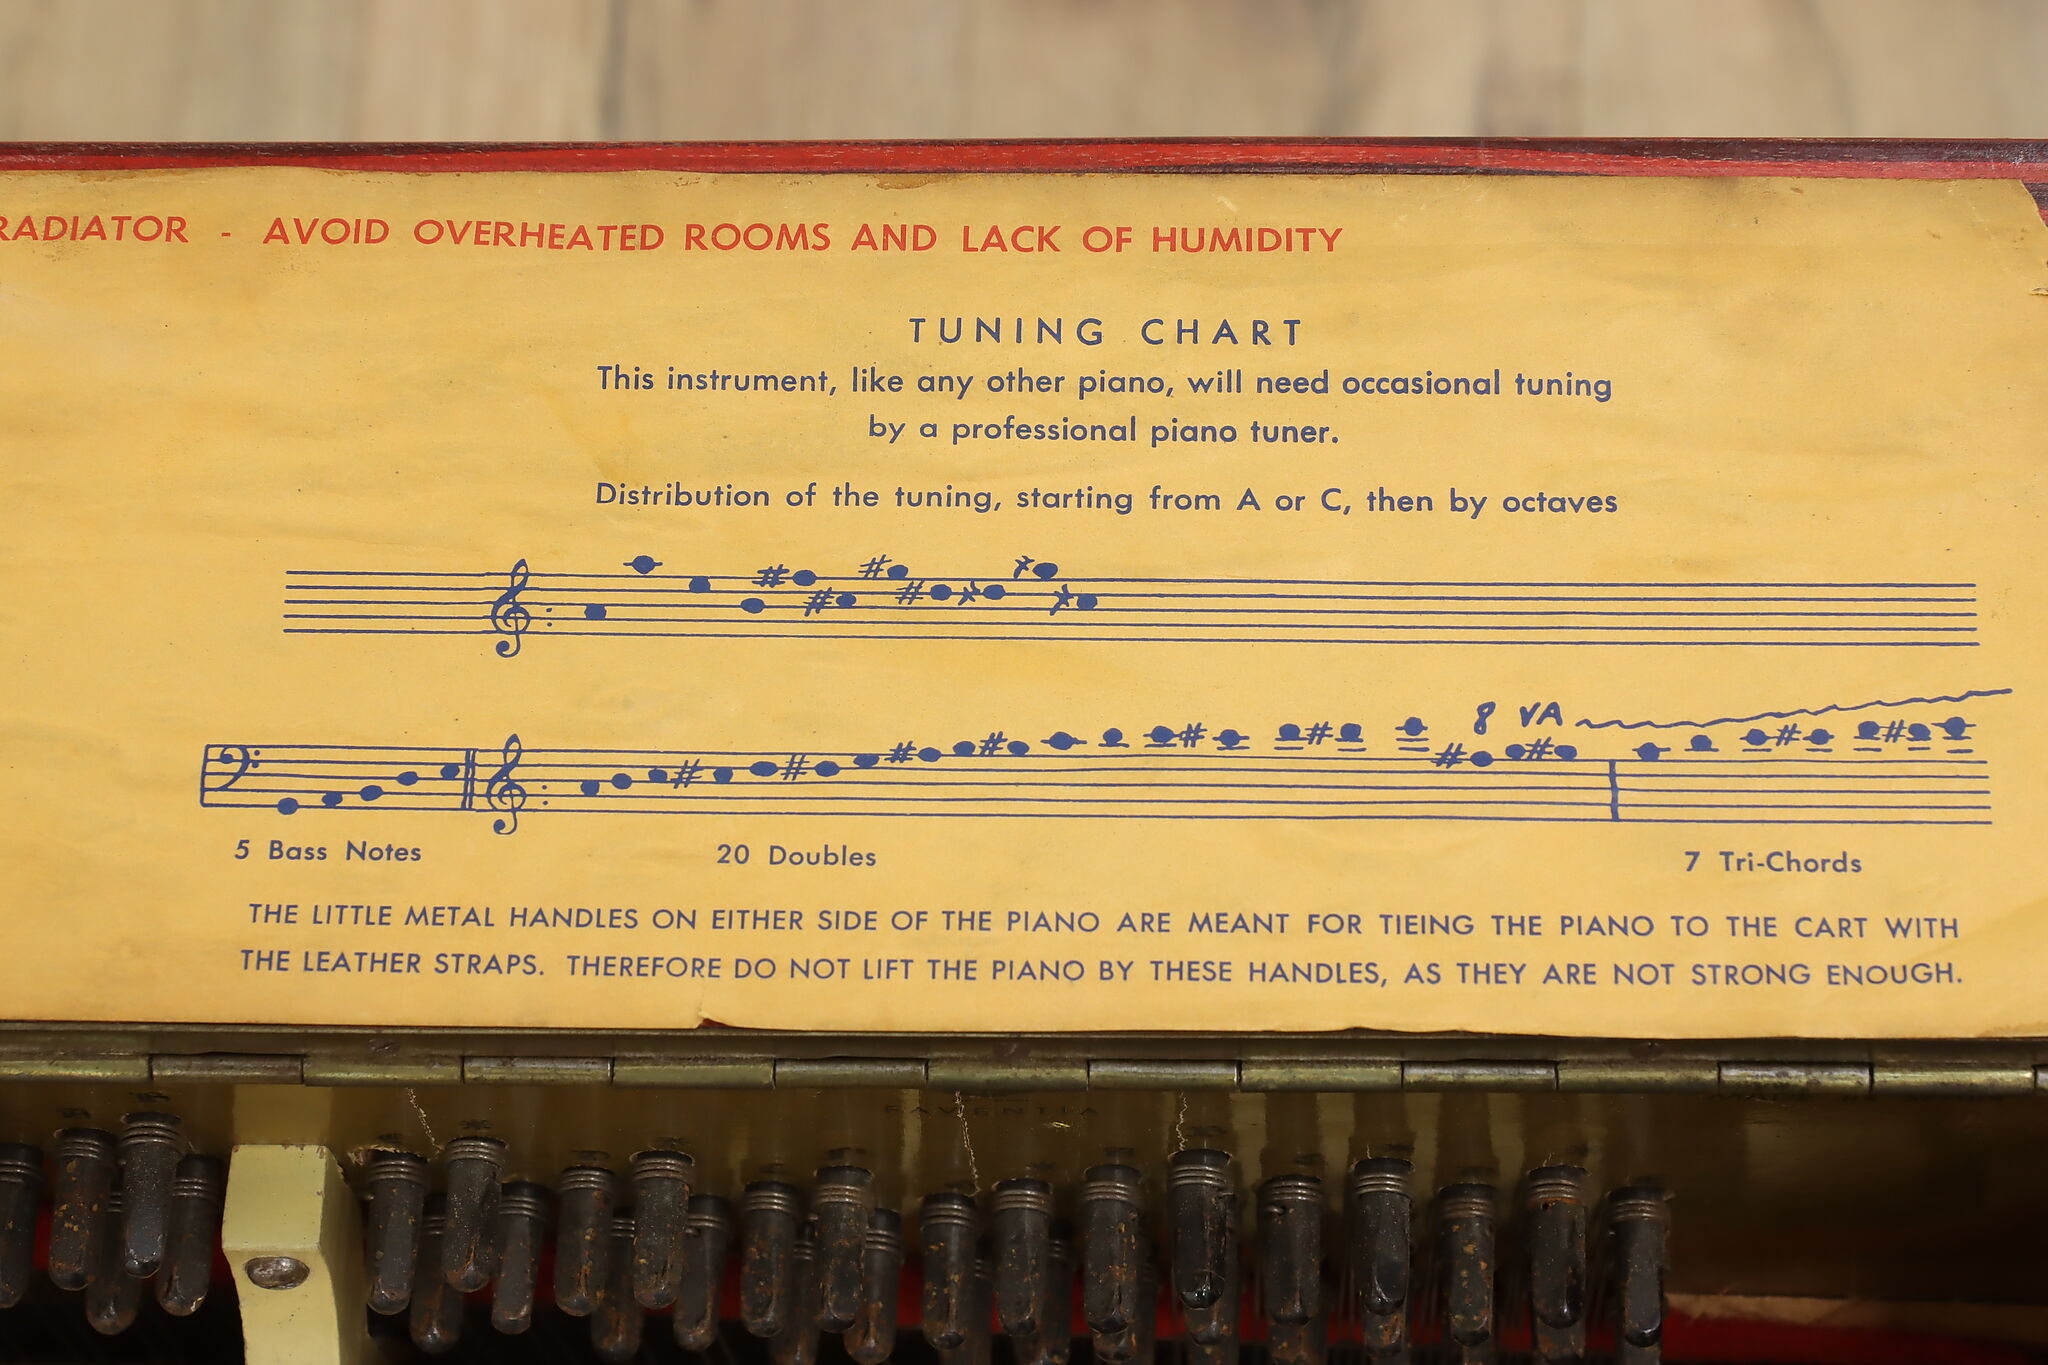 RADIATOR - AVOID OVERHEATED ROOMS AND LACK OF HUMIDITY
TUNING CHART
This instrument, like any other piano, will need occasional tuning
by a professional piano tuner.
Distribution of the tuning, starting from A or C, then by octaves
8 VA
5 Bass Notes 20 Doubles 7 Tri-Chords
THE LITTLE METAL HANDLES ON EITHER SIDE OF THE PIANO ARE MEANT FOR TIEING THE PIANO TO THE CART WITH
THE LEATHER STRAPS. THEREFORE DO NOT LIFT THE PIANO BY THESE HANDLES, AS THEY ARE NOT STRONG ENOUGH.
FAVENTIA